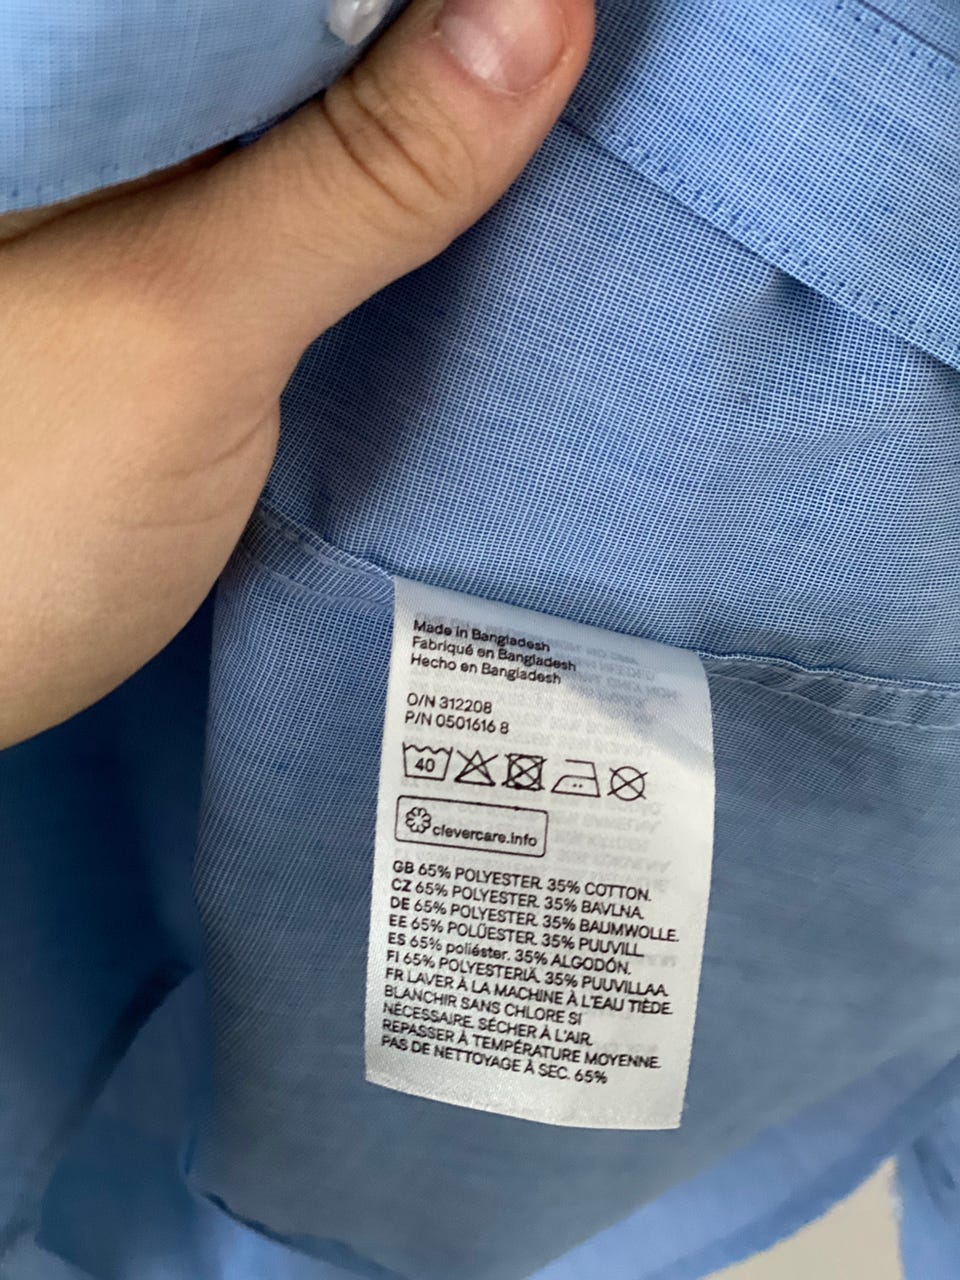 Made in Bangladesh
Fabriqué en Bangladesh
Hecho en Bangladesh
O/N 312208
P/N 0501616 8
40
clevercare.info
GB 65% POLYESTER. 35% COTTON.
CZ 65% POLYESTER. 35% BAVLNA.
DE 65% POLYESTER. 35% BAUMWOLLE.
EE 65% POLÜESTER. 35% PUUVILL.
ES 65% poliéster. 35% ALGODÓN.
FI 65% POLYESTERIÄ. 35% PUUVILLAA.
FR LAVER À LA MACHINE À L'EAU TIÈDE.
BLANCHIR SANS CHLORE SI
NÉCESSAIRE. SÉCHER À L'AIR.
REPASSER À TEMPÉRATURE MOYENNE.
PAS DE NETTOYAGE À SEC. 65%